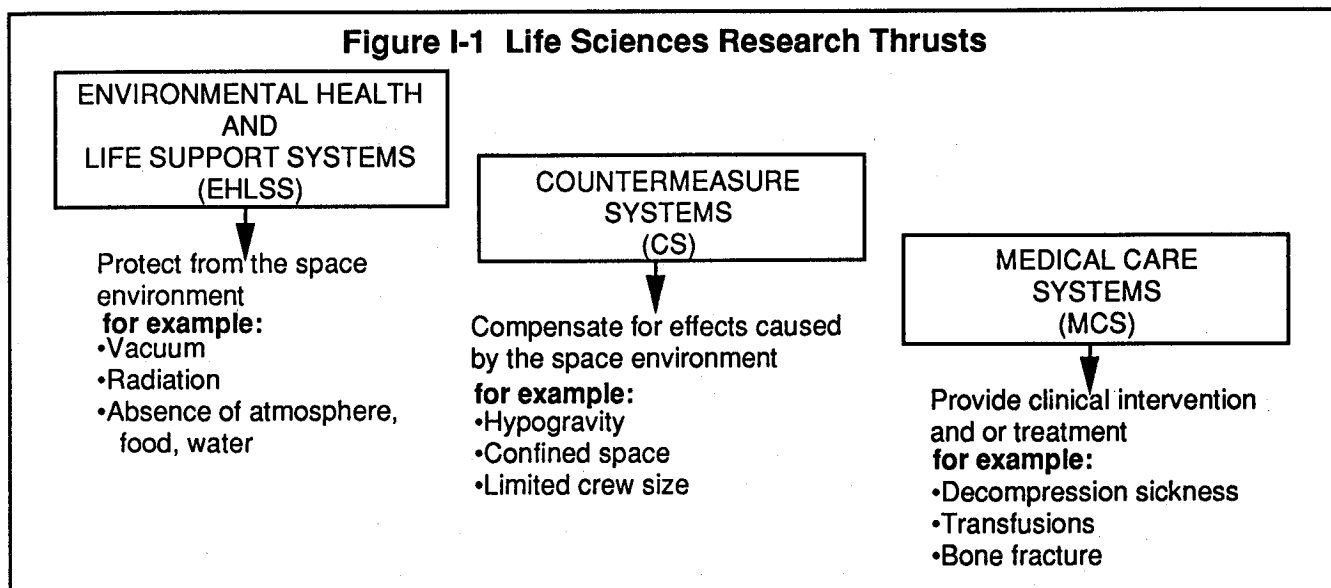 Figure I-1 Life Sciences Research Thrusts
ENVIRONMENTAL HEALTH
AND
LIFE SUPPORT SYSTEMS
(EHLSS)
Protect from the space
environment
for example:
•Vacuum
•Radiation
•Absence of atmosphere,
food, water
COUNTERMEASURE
SYSTEMS
(CS)
Compensate for effects caused
by the space environment
for example:
•Hypogravity
•Confined space
•Limited crew size
MEDICAL CARE
SYSTEMS
(MCS)
Provide clinical intervention
and or treatment
for example:
•Decompression sickness
•Transfusions
•Bone fracture